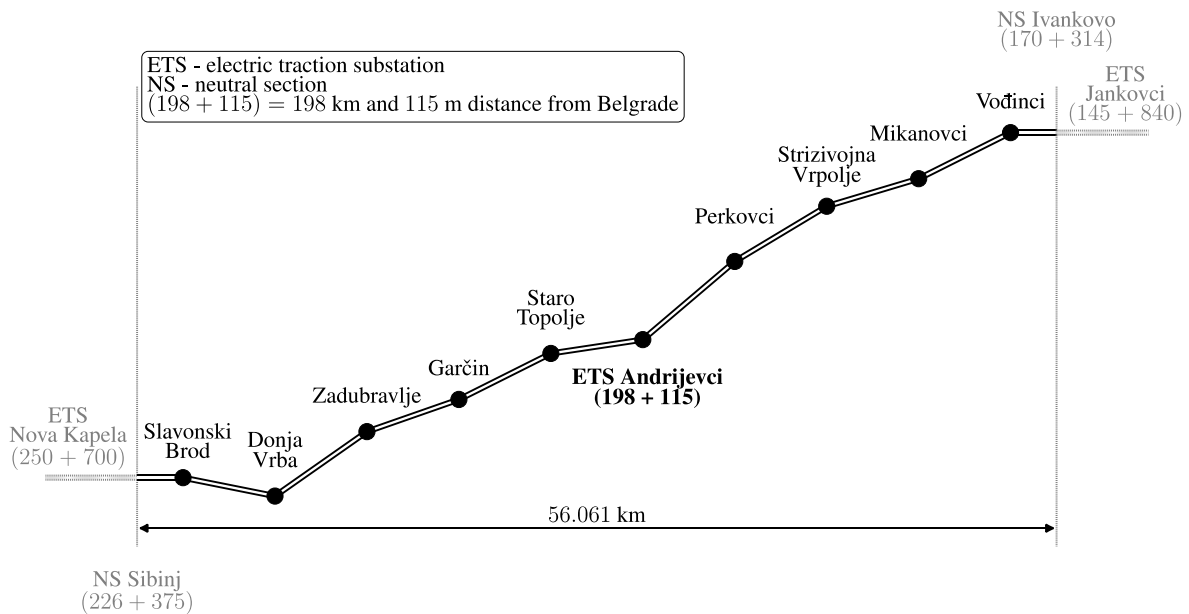 NS Ivankovo
(170 + 314)
ETS - electric traction substation
NS - neutral section
(198 + 115) = 198 km and 115 m distance from Belgrade
ETS
Jankovci
(145 + 840)
Vođinci
Mikanovci
Strizivojna
Vrpolje
Perkovci
Staro
Topolje
Garčin
ETS Andrijevci
(198 + 115)
Zadubravlje
ETS
Nova Kapela
(250 + 700)
Slavonski
Brod
Donja
Vrba
56.061 km
NS Sibinj
(226 + 375)